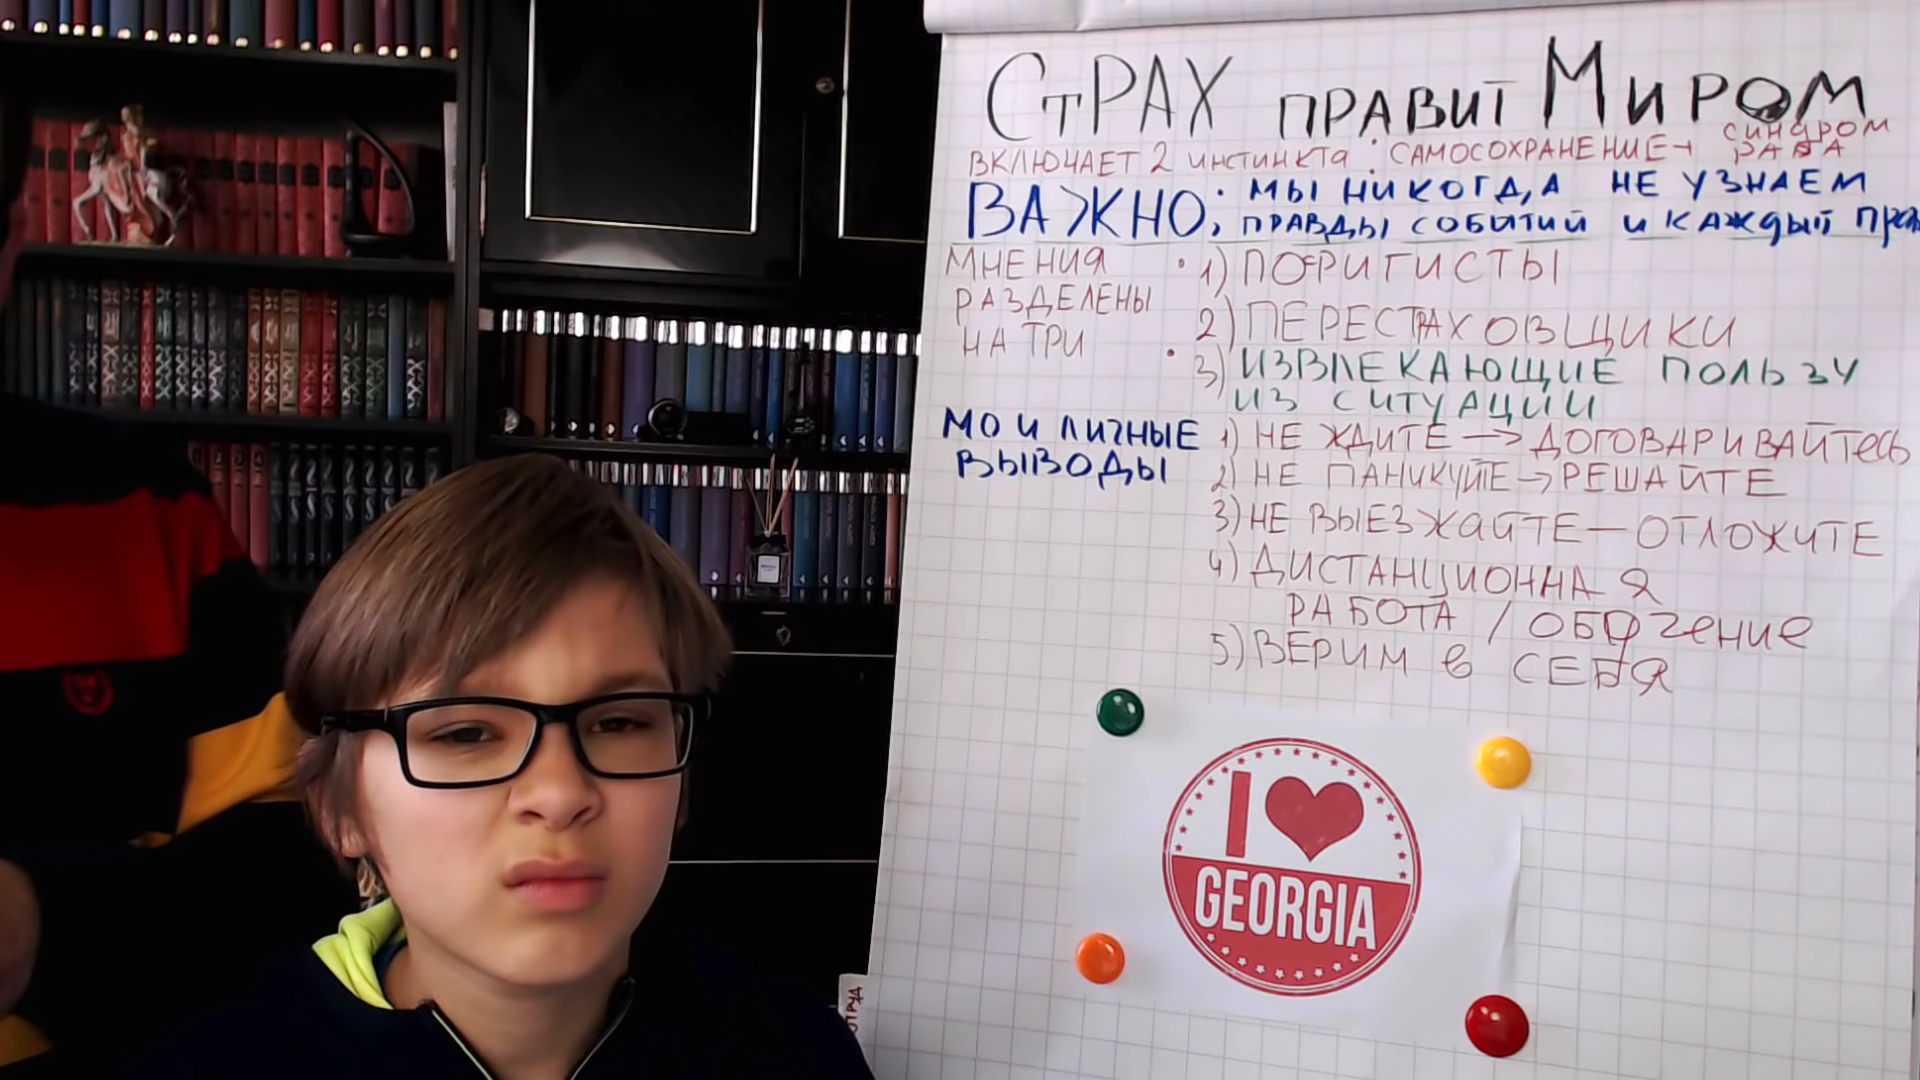 СтРАХ ПРАВИТ МиРОМ
ВКЛЮЧАЕТ 2 ИНСТИНКТА: САМОСОХРАНЕНИЕ + СИНДРОМ
РАБА
ВАЖНО: МЫ НИКОГДА НЕ УЗНАЕМ
ПРАВДЫ СОБЫТИЙ И КАЖДЫЙ
МНЕНИЯ
РАЗДЕЛЕНЫ
НА ТРИ
1) ПОФИГИСТЫ
2) ПЕРЕСТРАХОВЩИКИ
3) ИЗВЛЕКАЮЩИЕ ПОЛЬЗУ
ИЗ СИТУАЦИИ
МОИ ЛИЧНЫЕ
ВЫВОДЫ
1) НЕ ЖДИТЕ → ДОГОВАРИВАЙТЕСЬ
2) НЕ ПАНИКУЙТЕ → РЕШАЙТЕ
3) НЕ ВЫЕЗЖАЙТЕ — ОТЛОЖИТЕ
4) ДИСТАНЦИОННАЯ
РАБОТА / ОБУЧЕНИЕ
5) ВЕРИМ в СЕБЯ
I
GEORGIA